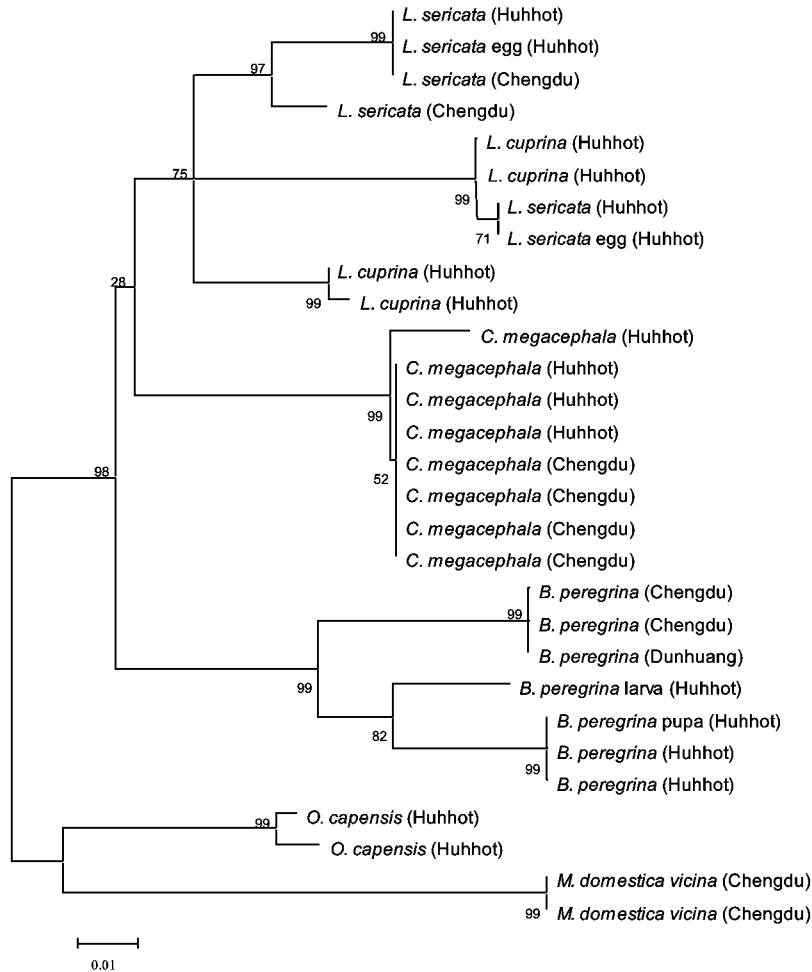 L. sericata (Huhhot)
99
L. sericata egg (Huhhot)
97
L. sericata (Chengdu)
L. sericata (Chengdu)
L. cuprina (Huhhot)
75
L. cuprina (Huhhot)
99
L. sericata (Huhhot)
71
L. sericata egg (Huhhot)
L. cuprina (Huhhot)
28
99
L. cuprina (Huhhot)
C. megacephala (Huhhot)
C. megacephala (Huhhot)
C. megacephala (Huhhot)
99
C. megacephala (Huhhot)
C. megacephala (Chengdu)
98
52
C. megacephala (Chengdu)
C. megacephala (Chengdu)
C. megacephala (Chengdu)
B. peregrina (Chengdu)
99
B. peregrina (Chengdu)
B. peregrina (Dunhuang)
99
B. peregrina larva (Huhhot)
B. peregrina pupa (Huhhot)
82
B. peregrina (Huhhot)
99
B. peregrina (Huhhot)
O. capensis (Huhhot)
99
O. capensis (Huhhot)
M. domestica vicina (Chengdu)
99
M. domestica vicina (Chengdu)
0.01